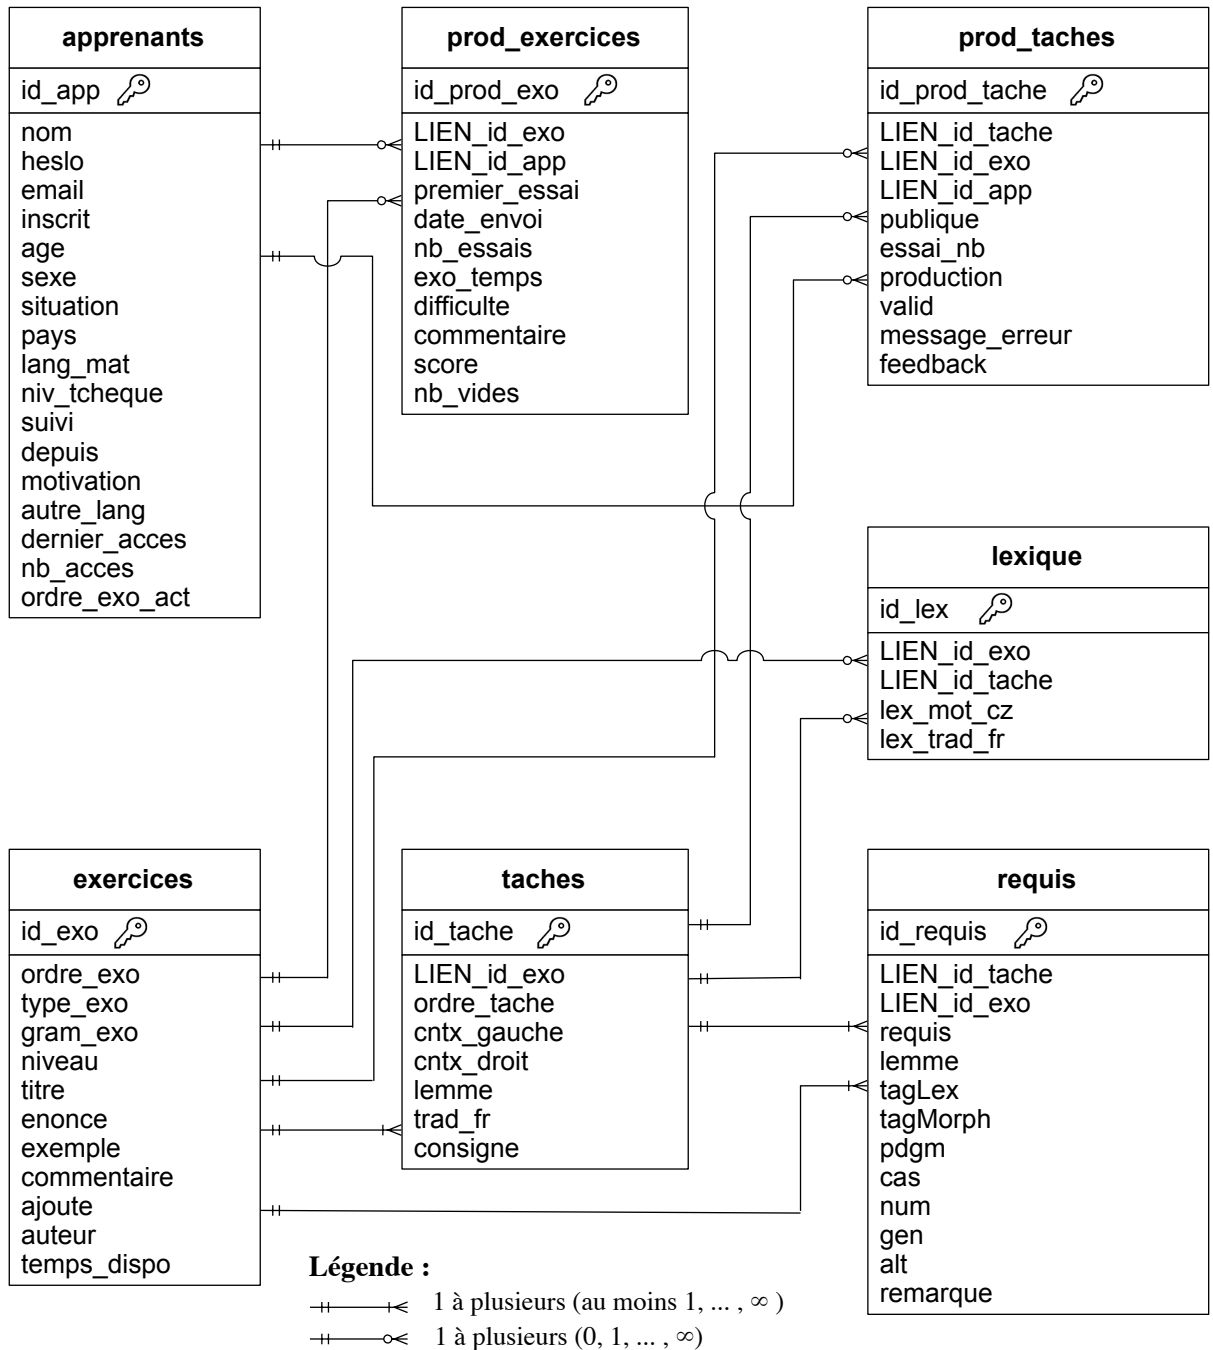 apprenants
id_app
nom
heslo
email
inscrit
age
sexe
situation
pays
lang_mat
niv_tcheque
suivi
depuis
motivation
autre_lang
dernier_acces
nb_acces
ordre_exo_act
prod_exercices
id_prod_exo
LIEN_id_exo
LIEN_id_app
premier_essai
date_envoi
nb_essais
exo_temps
difficulte
commentaire
score
nb_vides
prod_taches
id_prod_tache
LIEN_id_tache
LIEN_id_exo
LIEN_id_app
publique
essai_nb
production
valid
message_erreur
feedback
lexique
id_lex
LIEN_id_exo
LIEN_id_tache
lex_mot_cz
lex_trad_fr
exercices
id_exo
ordre_exo
type_exo
gram_exo
niveau
titre
enonce
exemple
commentaire
ajoute
auteur
temps_dispo
taches
id_tache
LIEN_id_exo
ordre_tache
cntx_gauche
cntx_droit
lemme
trad_fr
consigne
requis
id_requis
LIEN_id_tache
LIEN_id_exo
requis
lemme
tagLex
tagMorph
pdgm
cas
num
gen
alt
remarque
Légende :
1 à plusieurs (au moins 1, ... , ∞ )
1 à plusieurs (0, 1, ... , ∞)